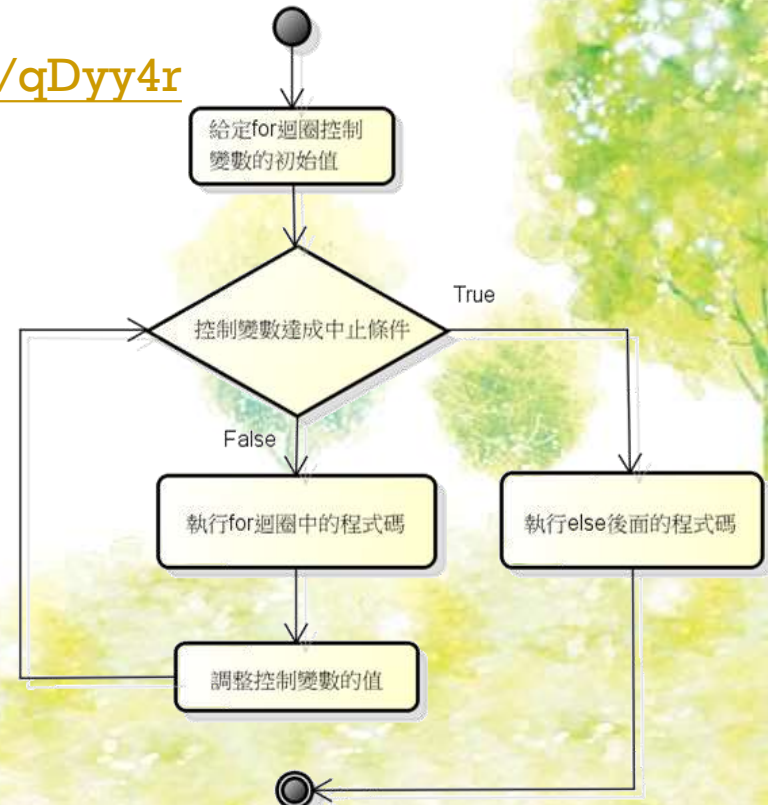 /qDyy4r
給定for迴圈控制
變數的初始值
控制變數達成中止條件
True
False
執行for迴圈中的程式碼
執行else後面的程式碼
調整控制變數的值